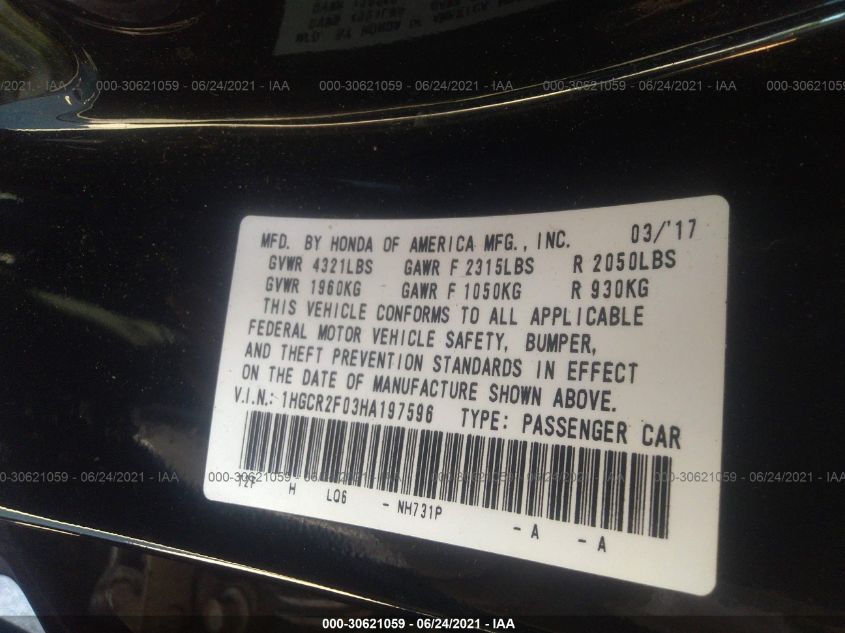 000-30621059 - 06/24/2021 - IAA
000-30621059 - 06/24/2021 - IAA
000-30621059 - 06/24/2021 - IAA
MFD. BY HONDA OF AMERICA MFG., INC. 03/'17
GVWR 4321LBS GAWR F 2315LBS R 2050LBS
GVWR 1960KG GAWR F 1050KG R 930KG
THIS VEHICLE CONFORMS TO ALL APPLICABLE
FEDERAL MOTOR VEHICLE SAFETY, BUMPER,
AND THEFT PREVENTION STANDARDS IN EFFECT
ON THE DATE OF MANUFACTURE SHOWN ABOVE.
V.I.N.: 1HGCR2F03HA197596 TYPE: PASSENGER CAR
000-30621059 - 06/24/2021 - IAA
000-30621059 - 06/24/2021 - IAA
H LQ6 - NH731P - A - A
000-30621059 - 06/24/2021 - IAA